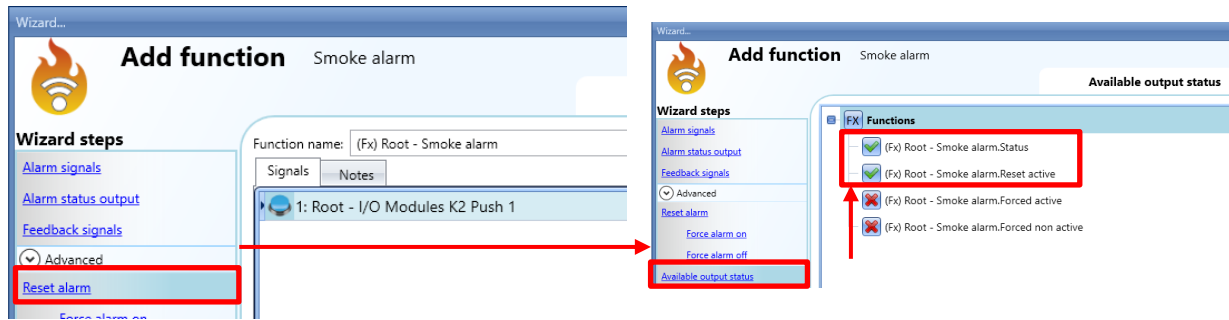 Wizard...
Add function Smoke alarm
Wizard steps
Alarm signals
Alarm status output
Feedback signals
Advanced
Reset alarm
Force alarm on
Function name: (Fx) Root - Smoke alarm
Signals Notes
1: Root - I/O Modules K2 Push 1
Wizard...
Add function Smoke alarm
Available output status
Wizard steps
Alarm signals
Alarm status output
Feedback signals
Advanced
Reset alarm
Force alarm on
Force alarm off
Available output status
FX Functions
(Fx) Root - Smoke alarm.Status
(Fx) Root - Smoke alarm.Reset active
(Fx) Root - Smoke alarm.Forced active
(Fx) Root - Smoke alarm.Forced non active